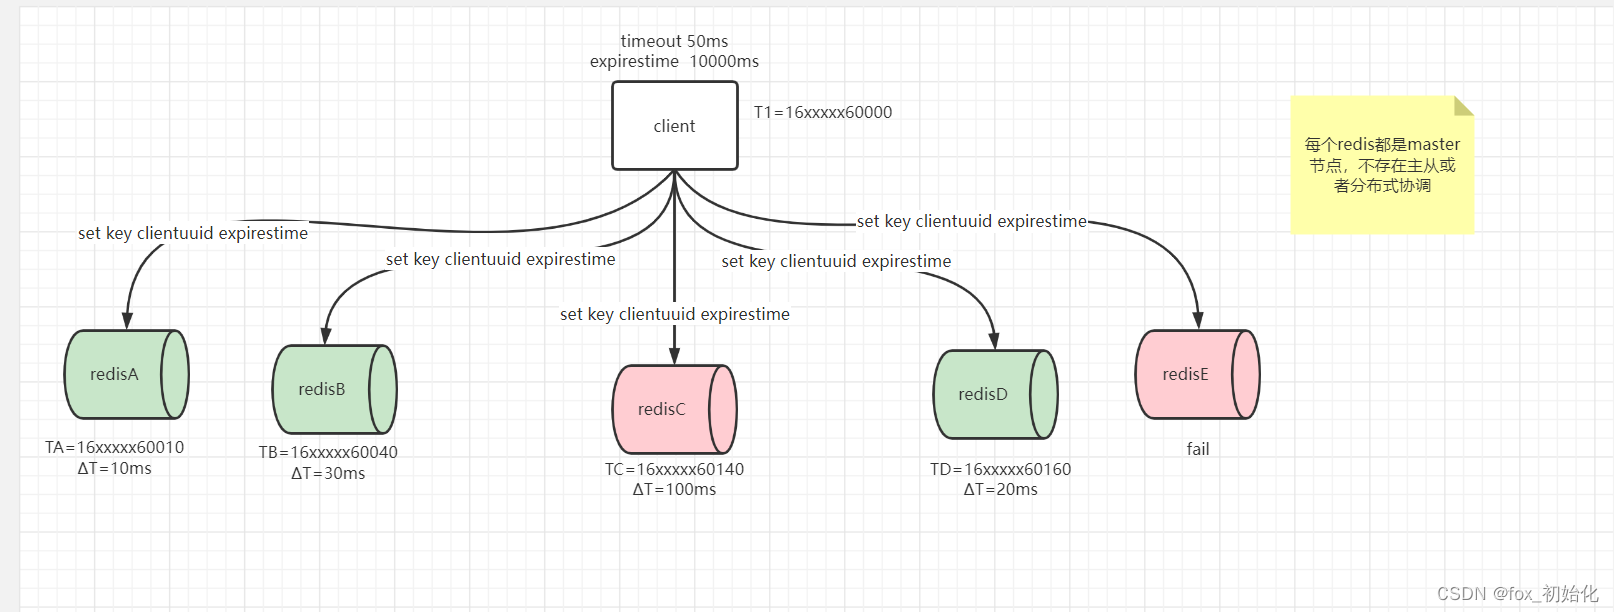 timeout 50ms
expirestime 10000ms
client
T1=16xxxxx60000
每个redis都是master
节点，不存在主从或
者分布式协调
set key clientuuid expirestime
set key clientuuid expirestime
set key clientuuid expirestime
set key clientuuid expirestime
set key clientuuid expirestime
redisA
redisB
redisC
redisD
redisE
TA=16xxxxx60010
ΔT=10ms
TB=16xxxxx60040
ΔT=30ms
TC=16xxxxx60140
ΔT=100ms
TD=16xxxxx60160
ΔT=20ms
fail
CSDN @fox_初始化